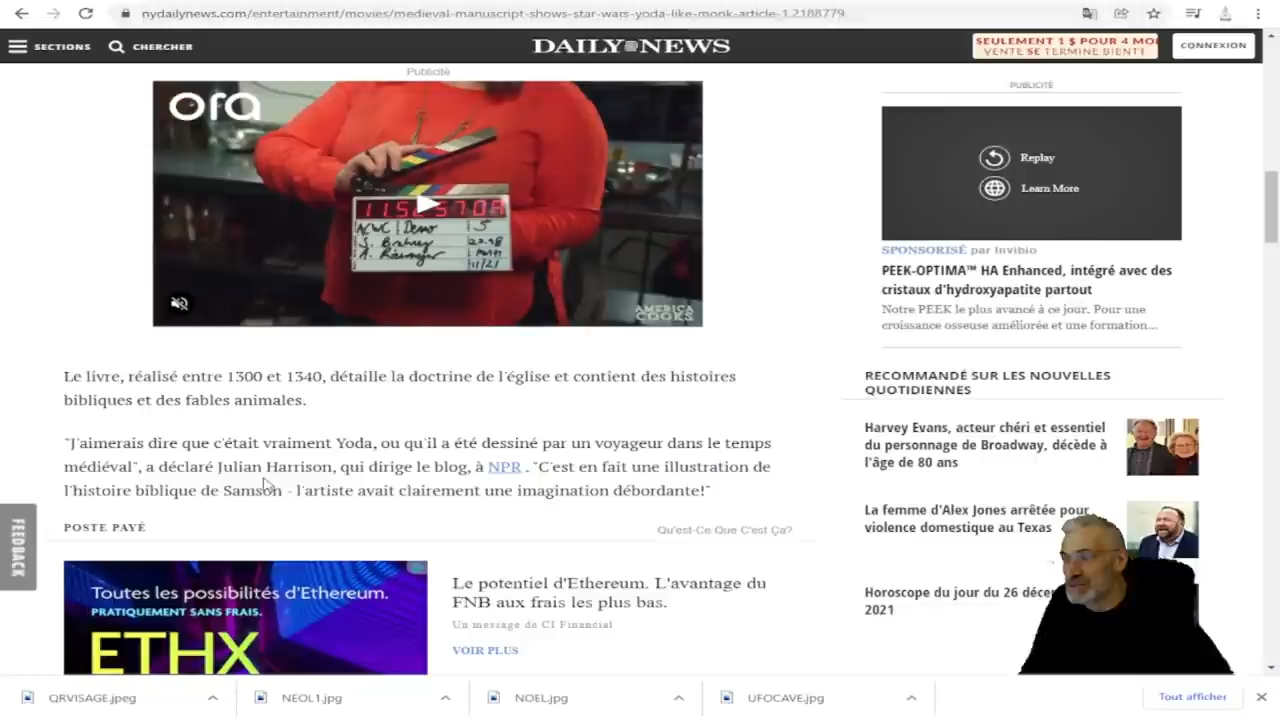 nydailynews.com/entertainment/movies/medieval-manuscript-shows-star-wars-yoda-like-monk-article-1.2188779
SECTIONS
CHERCHER
DAILY NEWS
SEULEMENT 1 $ POUR 4 MOI
VENTE SE TERMINE BIENTÎ
CONNEXION
Publicité
ora
AMERICA
COOKS
PUBLICITÉ
Replay
Learn More
SPONSORISÉ par Invibio
PEEK-OPTIMA™ HA Enhanced, intégré avec des
cristaux d'hydroxyapatite partout
Notre PEEK le plus avancé à ce jour. Pour une
croissance osseuse améliorée et une formation...
Le livre, réalisé entre 1300 et 1340, détaille la doctrine de l'église et contient des histoires
bibliques et des fables animales.
"J'aimerais dire que c'était vraiment Yoda, ou qu'il a été dessiné par un voyageur dans le temps
médiéval", a déclaré Julian Harrison, qui dirige le blog, à NPR . "C'est en fait une illustration de
l'histoire biblique de Samson - l'artiste avait clairement une imagination débordante!"
POSTE PAYÉ
Qu'est-Ce Que C'est Ça?
Toutes les possibilités d'Ethereum.
PRATIQUEMENT SANS FRAIS.
ETHX
Le potentiel d'Ethereum. L'avantage du
FNB aux frais les plus bas.
Un message de CI Financial
VOIR PLUS
RECOMMANDÉ SUR LES NOUVELLES
QUOTIDIENNES
Harvey Evans, acteur chéri et essentiel
du personnage de Broadway, décède à
l'âge de 80 ans
La femme d'Alex Jones arrêtée pour
violence domestique au Texas
Horoscope du jour du 26 déce
2021
FEEDBACK
QRVISAGE.jpeg
NEOL1.jpg
NOEL.jpg
UFOCAVE.jpg
Tout afficher